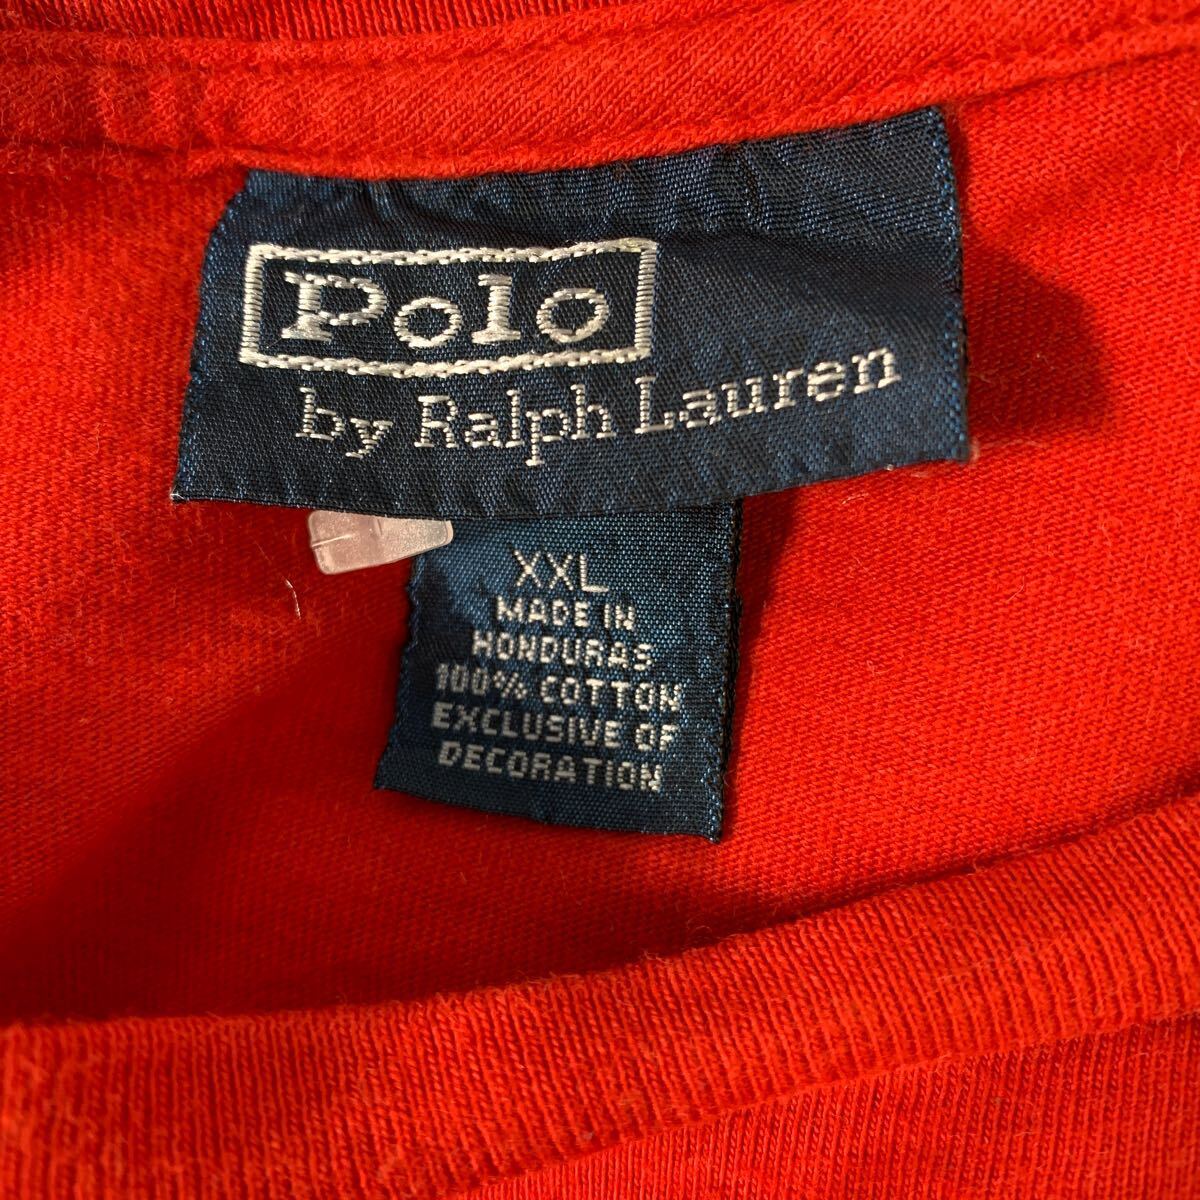 Polo
by Ralph Lauren
XXL
MADE IN
HONDURAS
100% COTTON
EXCLUSIVE OF
DECORATION